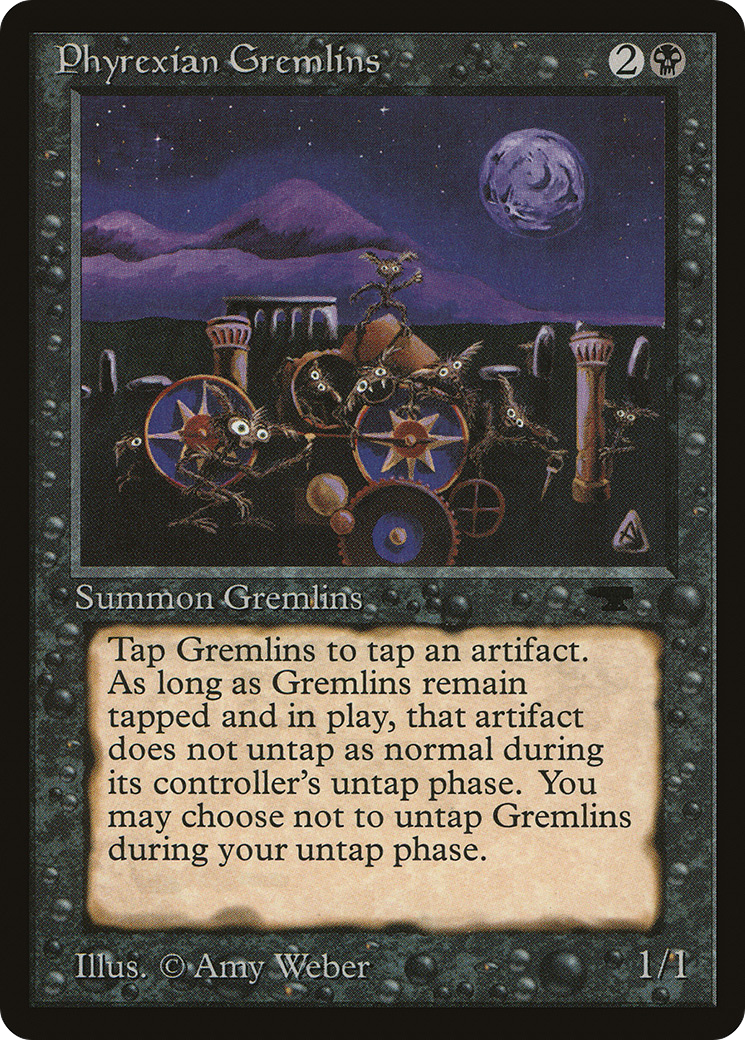 Phyrexian Gremlins 2
Summon Gremlins
Tap Gremlins to tap an artifact.
As long as Gremlins remain
tapped and in play, that artifact
does not untap as normal during
its controller's untap phase.  You
may choose not to untap Gremlins
during your untap phase.
Illus. © Amy Weber 1/1